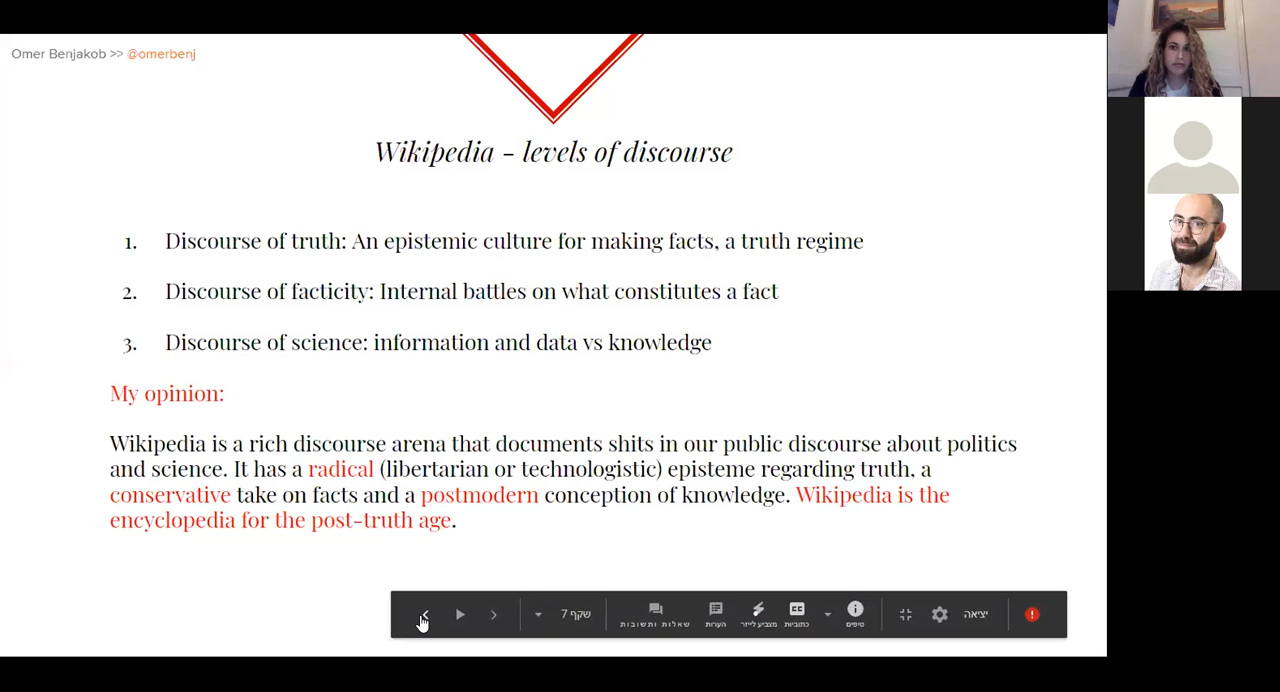 Omer Benjakob >> @omerbenj
Wikipedia - levels of discourse
1. Discourse of truth: An epistemic culture for making facts, a truth regime
2. Discourse of facticity: Internal battles on what constitutes a fact
3. Discourse of science: information and data vs knowledge
My opinion:
Wikipedia is a rich discourse arena that documents shits in our public discourse about politics
and science. It has a radical (libertarian or technologistic) episteme regarding truth, a
conservative take on facts and a postmodern conception of knowledge. Wikipedia is the
encyclopedia for the post-truth age.
שקף 7
שאלות ותשובות
הערות
מצביע לייזר
CC
כתוביות
טיפים
יציאה